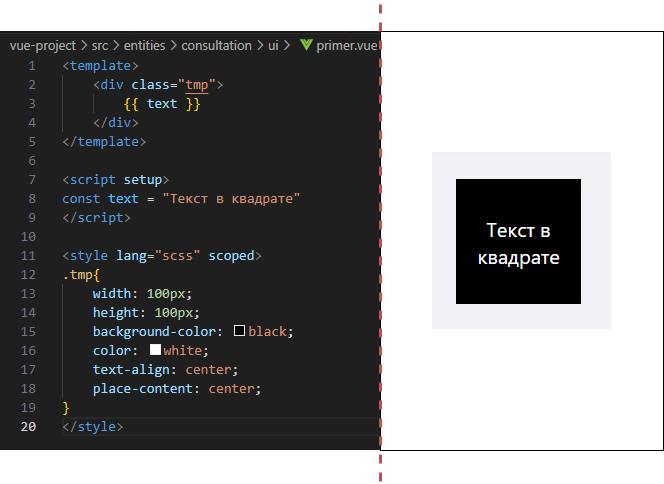 vue-project > src > entities > consultation > ui > primer.vue
1 <template>
2 <div class="tmp">
3 {{ text }}
4 </div>
5 </template>
6
7 <script setup>
8 const text = "Текст в квадрате"
9 </script>
10
11 <style lang="scss" scoped>
12 .tmp{
13 width: 100px;
14 height: 100px;
15 background-color: black;
16 color: white;
17 text-align: center;
18 place-content: center;
19 }
20 </style>
Текст в
квадрате